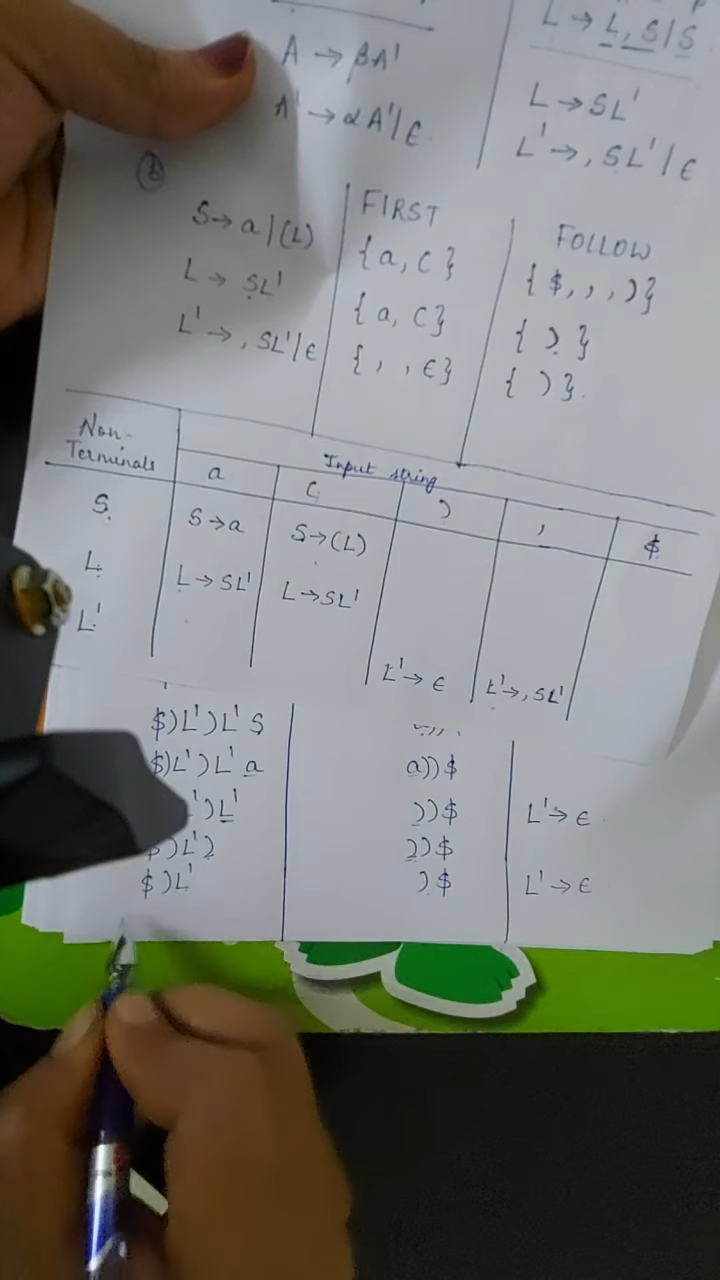 A → βA'
A' → αA'/ϵ
L → L, S | S
L → SL'
L' → , SL'/ϵ
(b)
S → a | (L)
L → SL'
L' → , SL'/ϵ
FIRST
{a, (}
{a, (}
{, , ϵ}
FOLLOW
{$, , , )}
{ ) }
{ ) }.
Non-Terminals
Input string
a ( ) , $
S S→a S→(L)
L L→SL' L→SL'
L' L'→ϵ L'→, SL'
$)L')L' S
$)L')L' a a))$
')L' ))$ L'→ϵ
$)L') ))$
$)L' )$ L'→ϵ